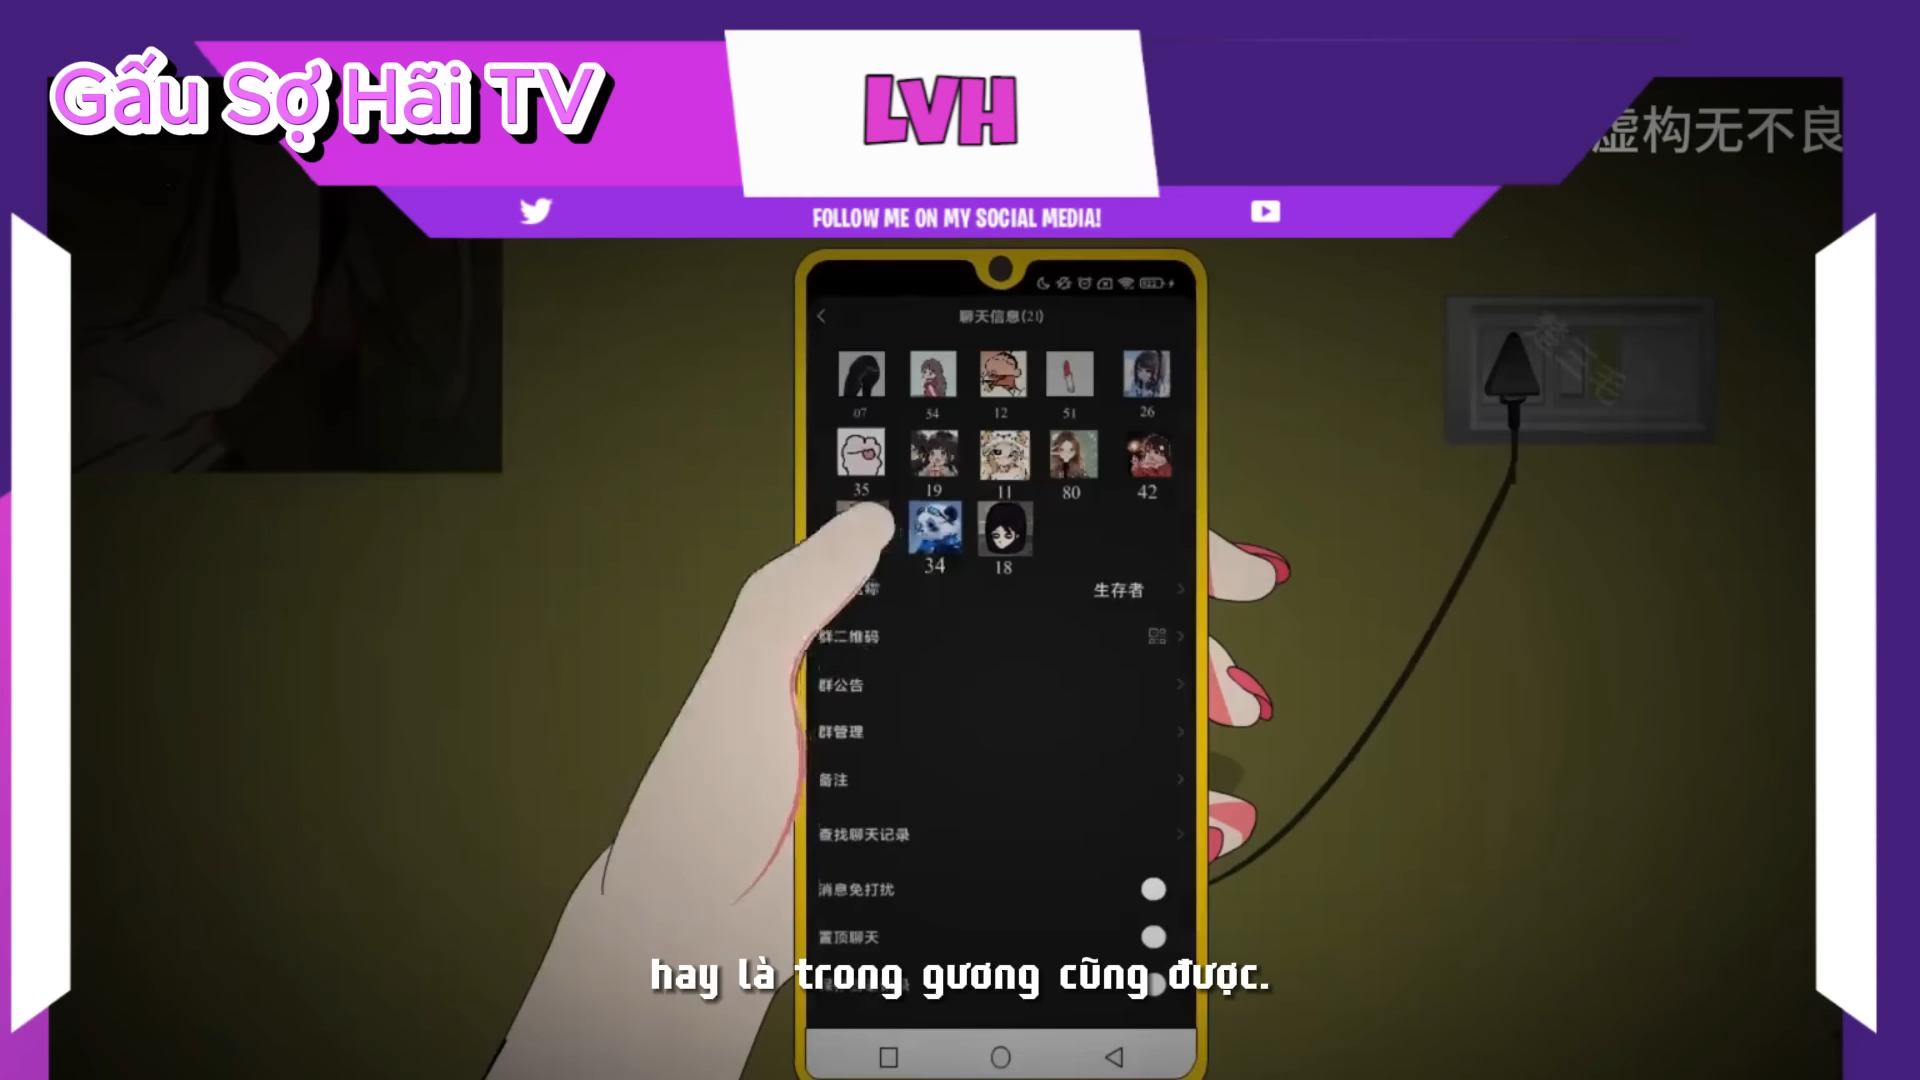 Gấu Sợ Hãi TV
LVH
虚构无不良
FOLLOW ME ON MY SOCIAL MEDIA!
聊天信息(21)
07 54 12 51 26
35 19 11 80 42
34 18
生存者
群二维码
群公告
群管理
备注
查找聊天记录
消息免打扰
置顶聊天
hay là trong gương cũng được.